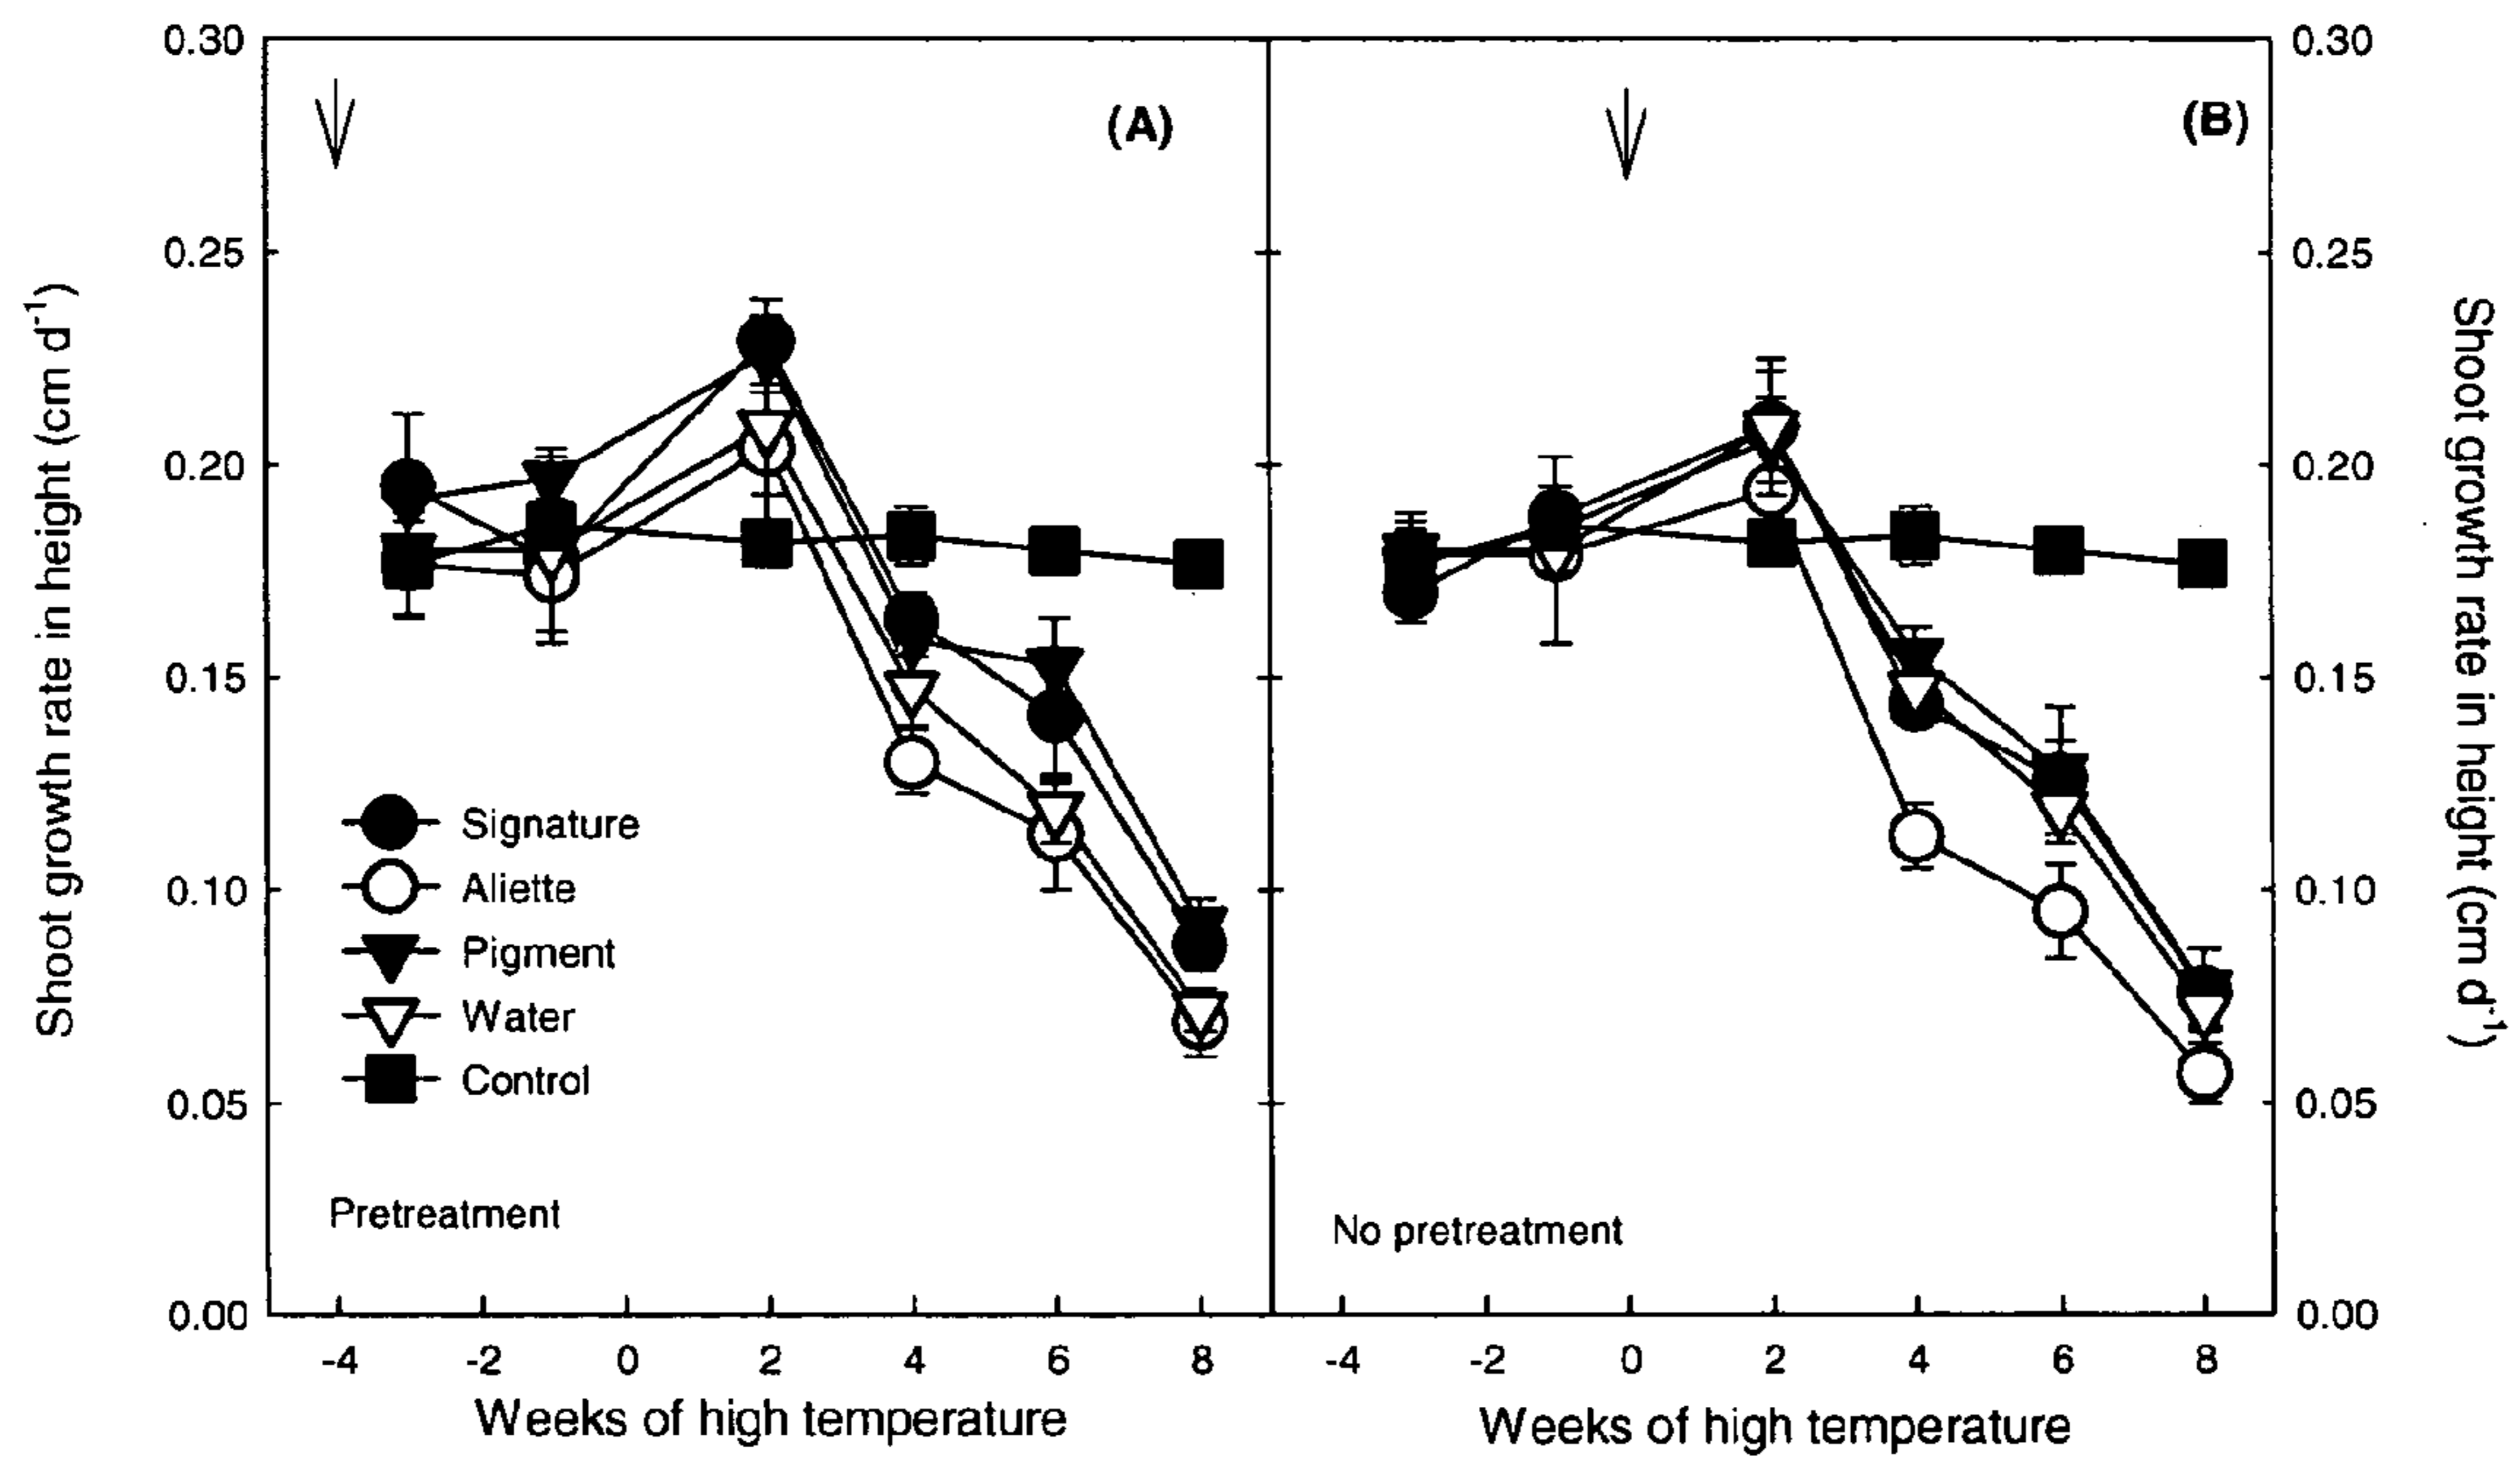 0.30
0.25
0.20
0.15
0.10
0.05
0.00
Shoot growth rate in height (cm d-1)
(A)
Signature
Aliette
Pigment
Water
Control
Pretreatment
-4 -2 0 2 4 6 8
Weeks of high temperature
(B)
No pretreatment
-4 -2 0 2 4 6 8
Weeks of high temperature
0.30
0.25
0.20
0.15
0.10
0.05
0.00
Shoot growth rate in height (cm d-1)